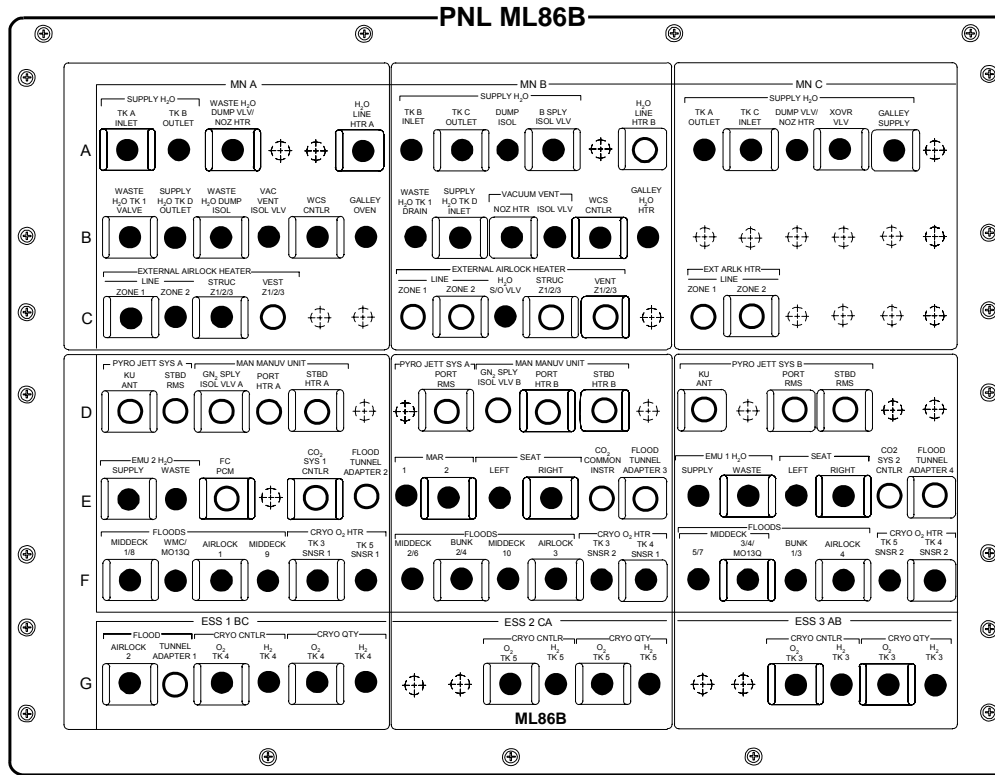 PNL ML86B
MN A
SUPPLY H2O
TK A
INLET
TK B
OUTLET
WASTE H2O
DUMP VLV/
NOZ HTR
H2O
LINE
HTR A
MN B
SUPPLY H2O
TK B
INLET
TK C
OUTLET
DUMP
ISOL
B SPLY
ISOL VLV
H2O
LINE
HTR B
MN C
SUPPLY H2O
TK A
OUTLET
TK C
INLET
DUMP VLV/
NOZ HTR
XOVR
VLV
GALLEY
SUPPLY
A
WASTE
H2O TK 1
VALVE
SUPPLY
H2O TK D
OUTLET
WASTE
H2O DUMP
ISOL
VAC
VENT
ISOL VLV
WCS
CNTLR
GALLEY
OVEN
WASTE
H2O TK 1
DRAIN
SUPPLY
H2O TK D
INLET
VACUUM VENT
NOZ HTR
ISOL VLV
WCS
CNTLR
GALLEY
H2O
HTR
B
EXTERNAL AIRLOCK HEATER
LINE
ZONE 1
ZONE 2
STRUC
Z1/2/3
VEST
Z1/2/3
EXTERNAL AIRLOCK HEATER
LINE
ZONE 1
ZONE 2
H2O
S/O VLV
STRUC
Z1/2/3
VENT
Z1/2/3
EXT ARLK HTR
LINE
ZONE 1
ZONE 2
C
PYRO JETT SYS A
KU
ANT
STBD
RMS
MAN MANUV UNIT
GN2 SPLY
ISOL VLV A
PORT
HTR A
STBD
HTR A
PYRO JETT SYS A
PORT
RMS
MAN MANUV UNIT
GN2 SPLY
ISOL VLV B
PORT
HTR B
STBD
HTR B
PYRO JETT SYS B
KU
ANT
PORT
RMS
STBD
RMS
D
EMU 2 H2O
SUPPLY
WASTE
FC
PCM
CO2
SYS 1
CNTLR
FLOOD
TUNNEL
ADAPTER 2
MAR
1
2
SEAT
LEFT
RIGHT
CO2
COMMON
INSTR
FLOOD
TUNNEL
ADAPTER 3
EMU 1 H2O
SUPPLY
WASTE
SEAT
LEFT
RIGHT
CO2
SYS 2
CNTLR
FLOOD
TUNNEL
ADAPTER 4
E
FLOODS
MIDDECK
1/8
WMC/
MO13Q
AIRLOCK
1
MIDDECK
9
CRYO O2 HTR
TK 3
SNSR 1
TK 5
SNSR 1
FLOODS
MIDDECK
2/6
BUNK
2/4
MIDDECK
10
AIRLOCK
3
CRYO O2 HTR
TK 3
SNSR 2
TK 4
SNSR 1
FLOODS
MIDDECK
5/7
3/4/
MO13Q
BUNK
1/3
AIRLOCK
4
CRYO O2 HTR
TK 5
SNSR 2
TK 4
SNSR 2
F
ESS 1 BC
FLOOD
AIRLOCK
2
TUNNEL
ADAPTER 1
CRYO CNTLR
O2
TK 4
H2
TK 4
CRYO QTY
O2
TK 4
H2
TK 4
ESS 2 CA
CRYO CNTLR
O2
TK 5
H2
TK 5
CRYO QTY
O2
TK 5
H2
TK 5
ESS 3 AB
CRYO CNTLR
O2
TK 3
H2
TK 3
CRYO QTY
O2
TK 3
H2
TK 3
G
ML86B